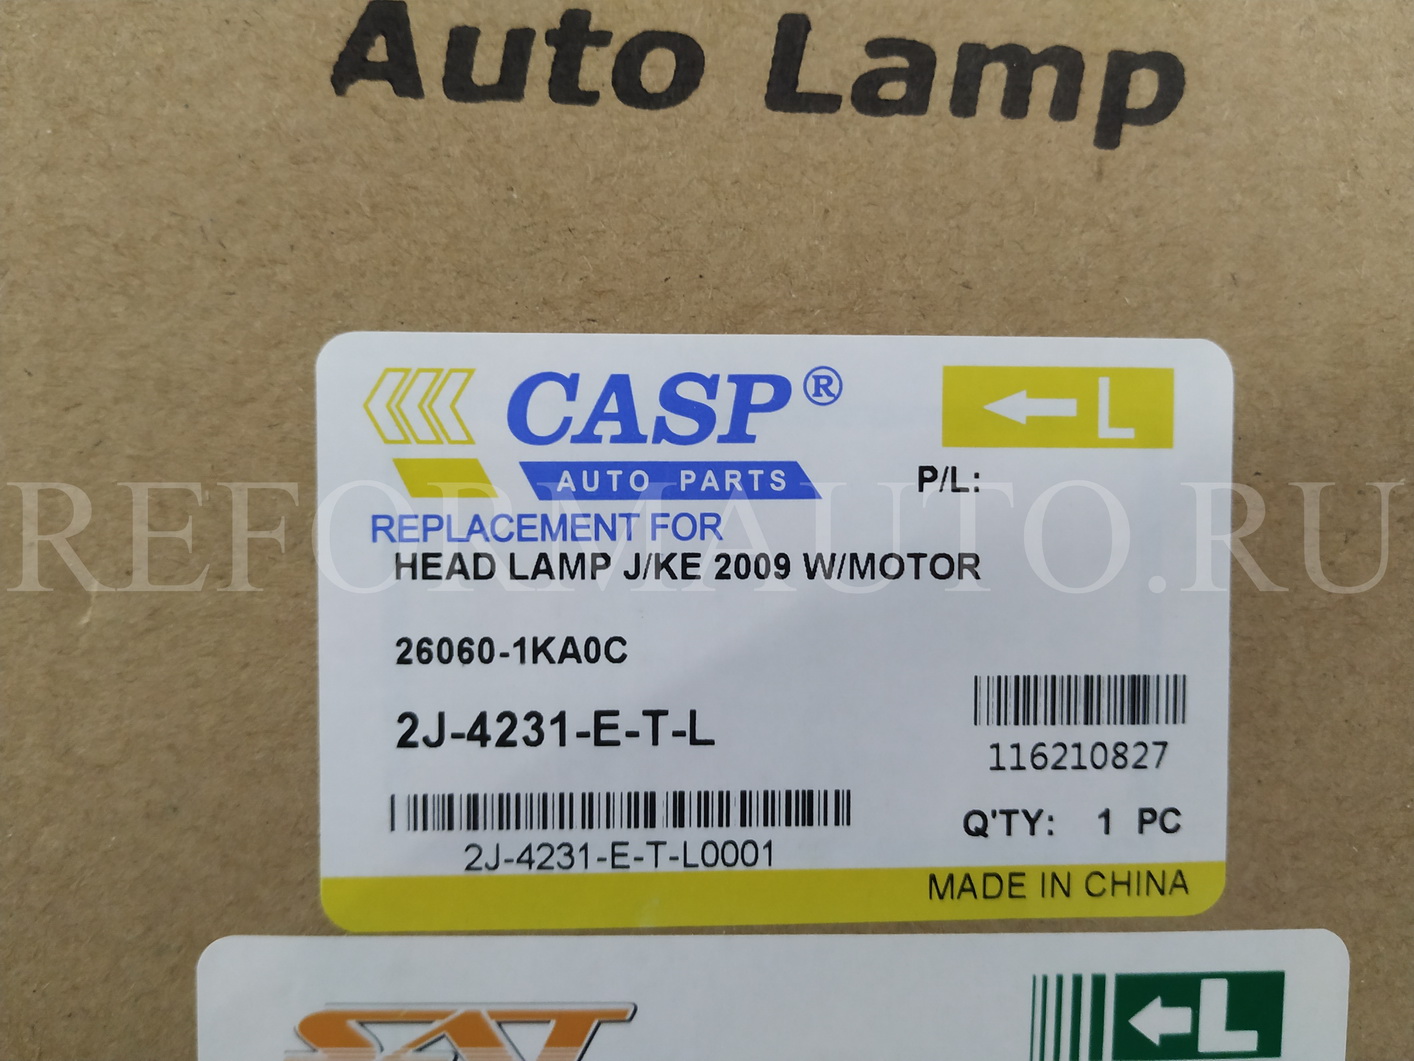 Auto Lamp
CASP®
AUTO PARTS
L
P/L:
REFORMAUTO.RU
REPLACEMENT FOR
HEAD LAMP J/KE 2009 W/MOTOR
26060-1KA0C
2J-4231-E-T-L
116210827
2J-4231-E-T-L0001
Q'TY: 1 PC
MADE IN CHINA
SAT
L